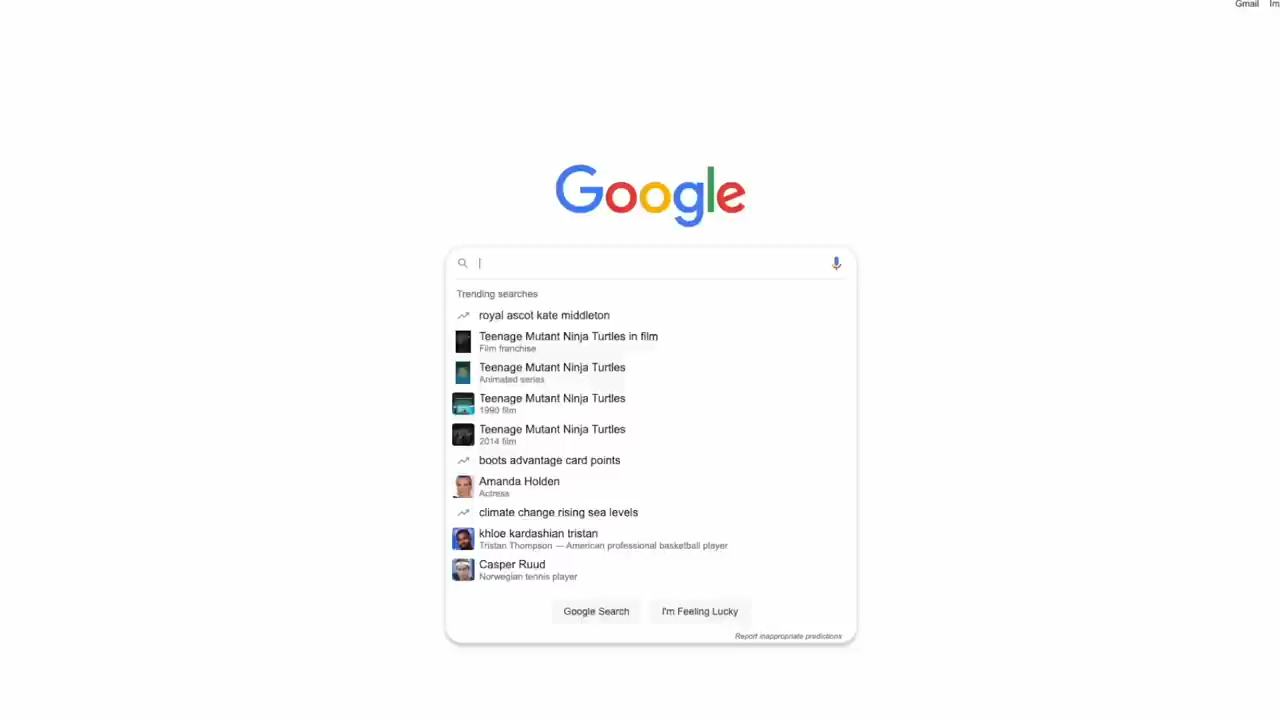 Gmail
Google
Trending searches
royal ascot kate middleton
Teenage Mutant Ninja Turtles in film
Film franchise
Teenage Mutant Ninja Turtles
Animated series
Teenage Mutant Ninja Turtles
1990 film
Teenage Mutant Ninja Turtles
2014 film
boots advantage card points
Amanda Holden
Actress
climate change rising sea levels
khloe kardashian tristan
Tristan Thompson — American professional basketball player
Casper Ruud
Norwegian tennis player
Google Search I'm Feeling Lucky
Report inappropriate predictions